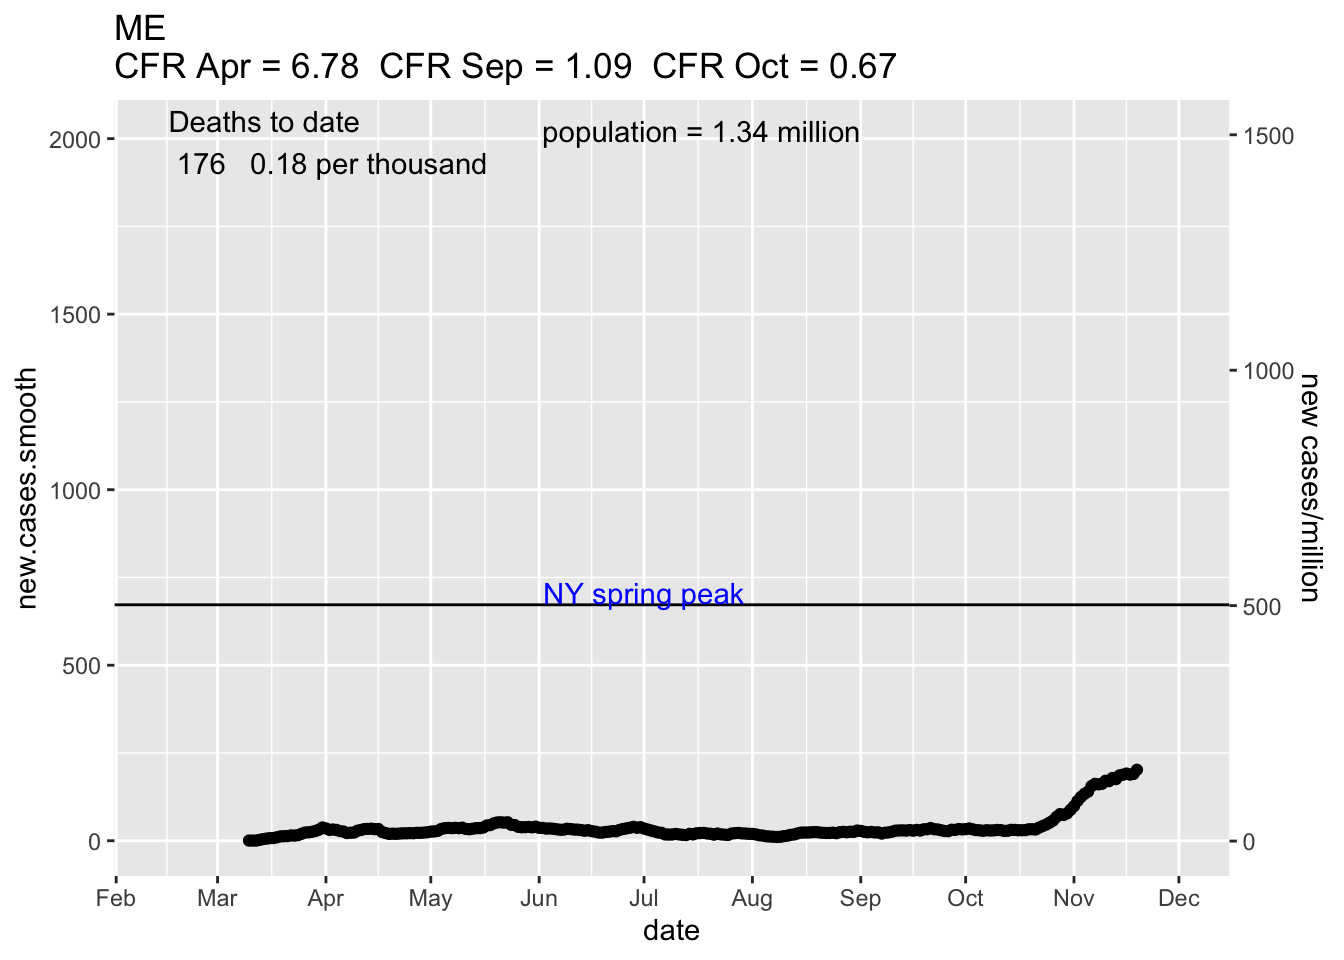 ME
CFR Apr = 6.78  CFR Sep = 1.09  CFR Oct = 0.67
Deaths to date
176   0.18 per thousand
population = 1.34 million
2000
1500
1000
500
0
new.cases.smooth
NY spring peak
1500
1000
500
0
new cases/million
Feb Mar Apr May Jun Jul Aug Sep Oct Nov Dec
date